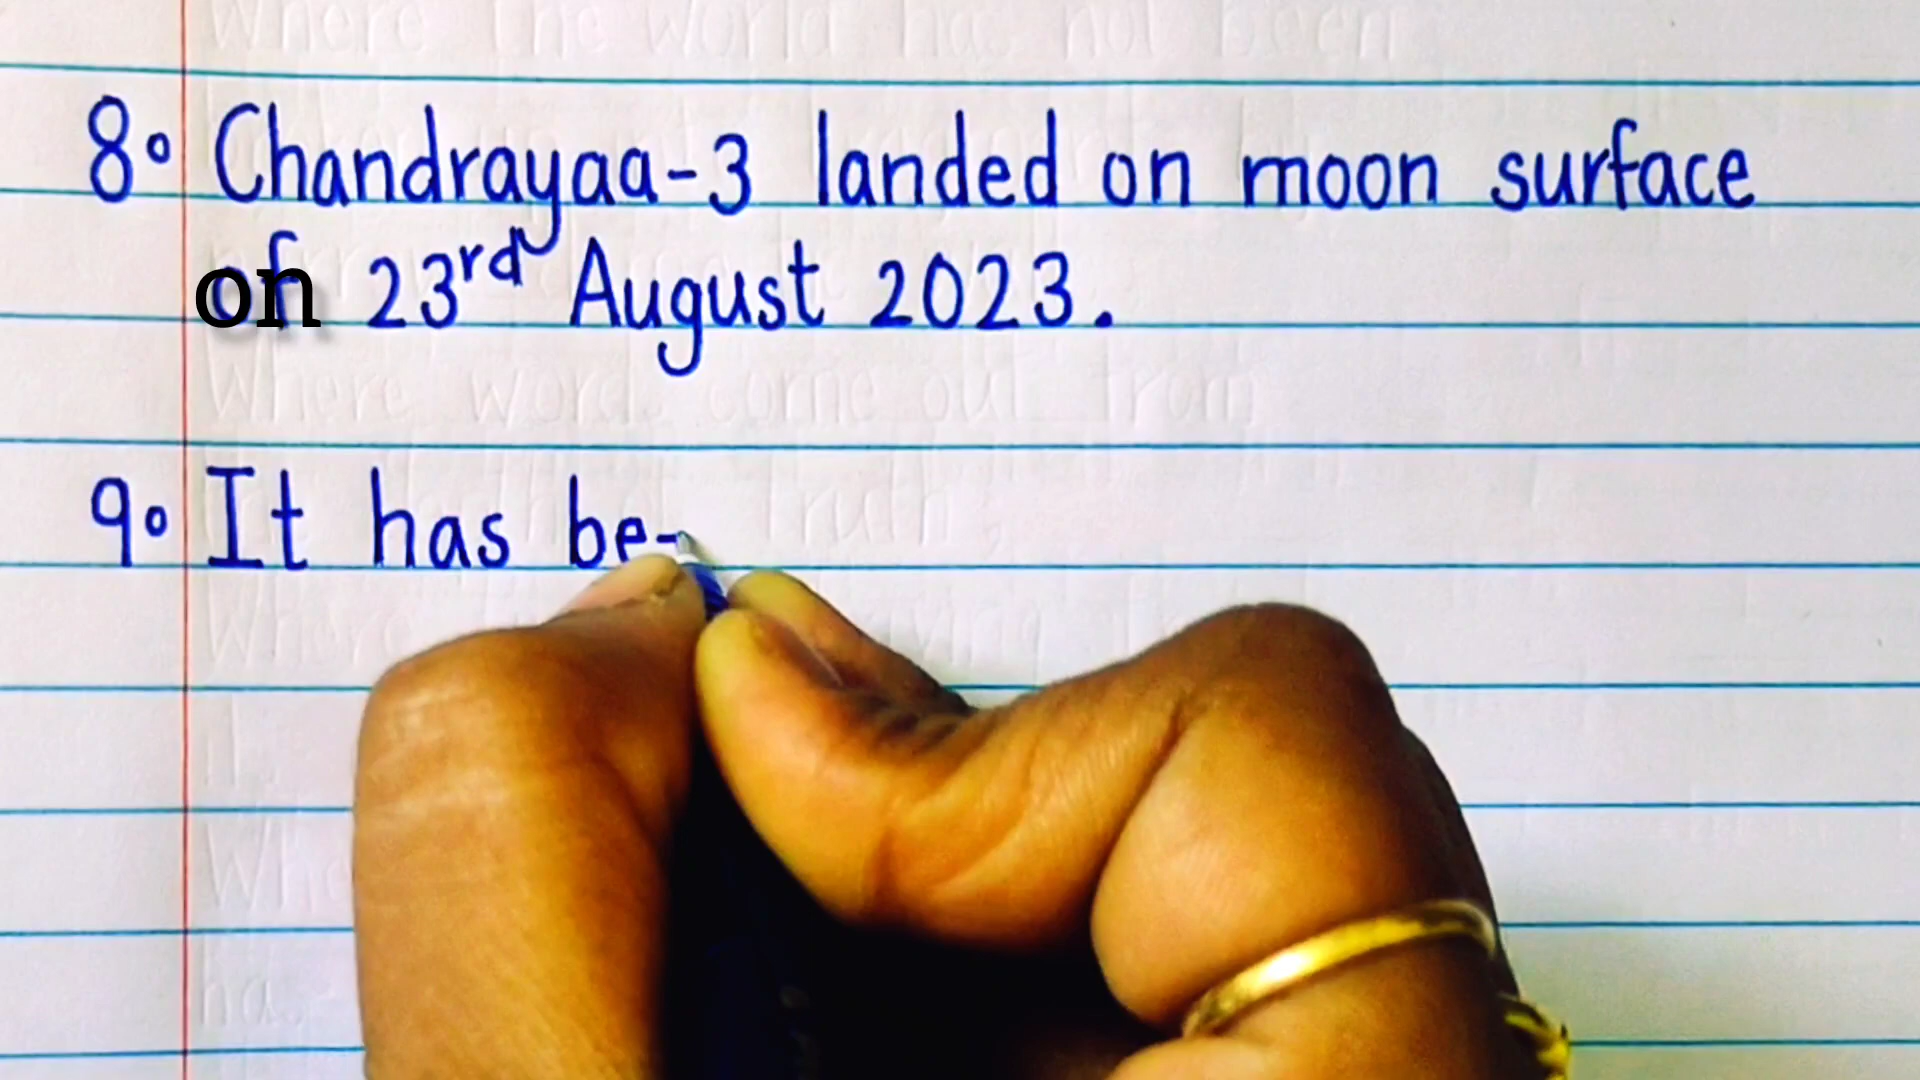 8. Chandrayaa-3 landed on moon surface
on 23rd August 2023.
9. It has be